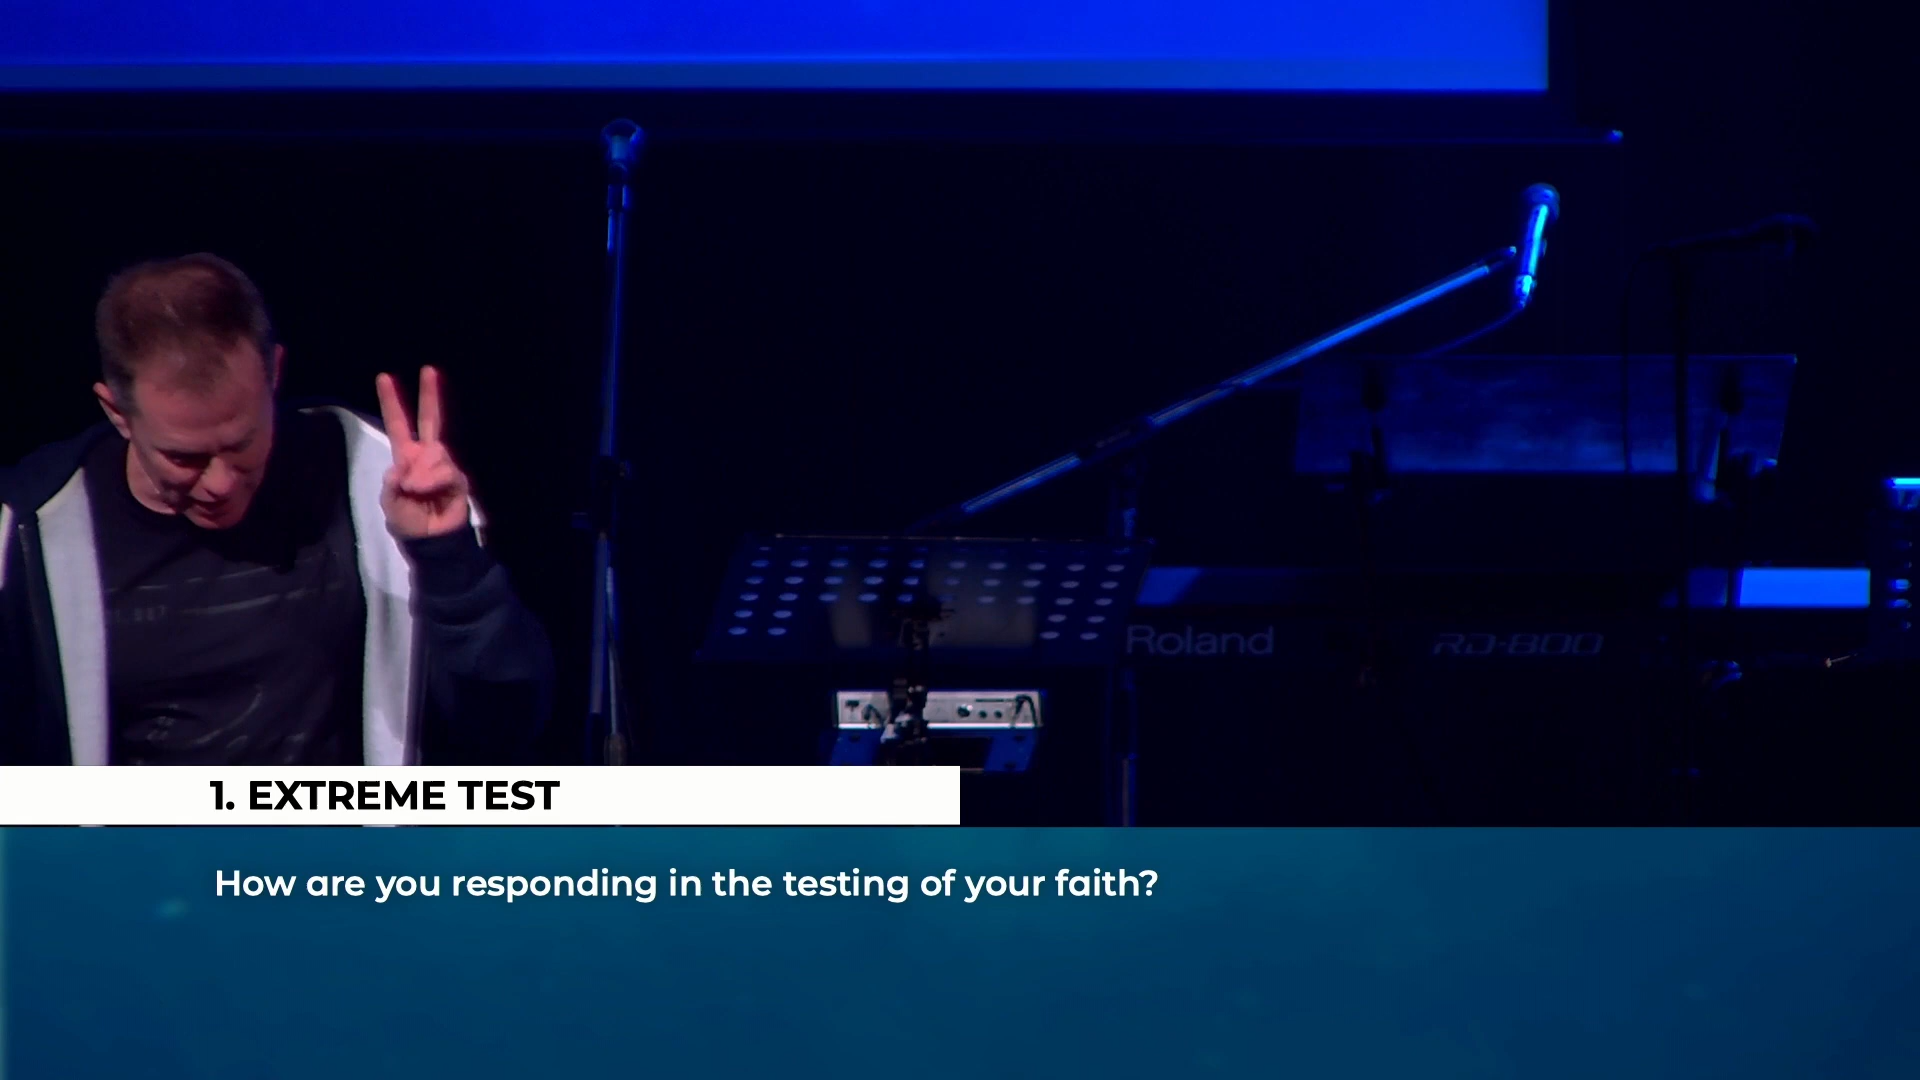 Roland
RD-800
1. EXTREME TEST
How are you responding in the testing of your faith?